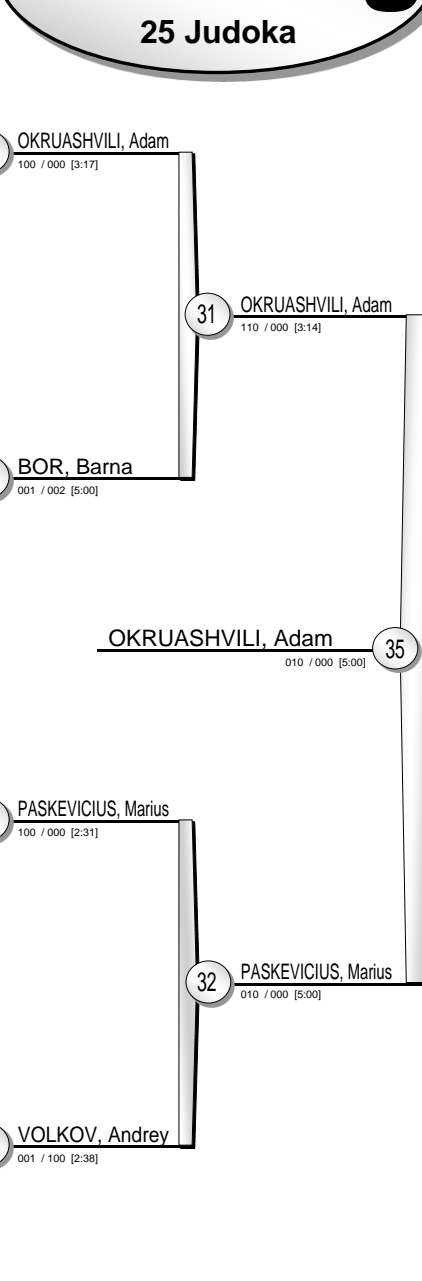 25 Judoka
OKRUASHVILI, Adam
100 / 000 [3:17]
31
OKRUASHVILI, Adam
110 / 000 [3:14]
BOR, Barna
001 / 002 [5:00]
OKRUASHVILI, Adam
35
010 / 000 [5:00]
PASKEVICIUS, Marius
100 / 000 [2:31]
32
PASKEVICIUS, Marius
010 / 000 [5:00]
VOLKOV, Andrey
001 / 100 [2:38]